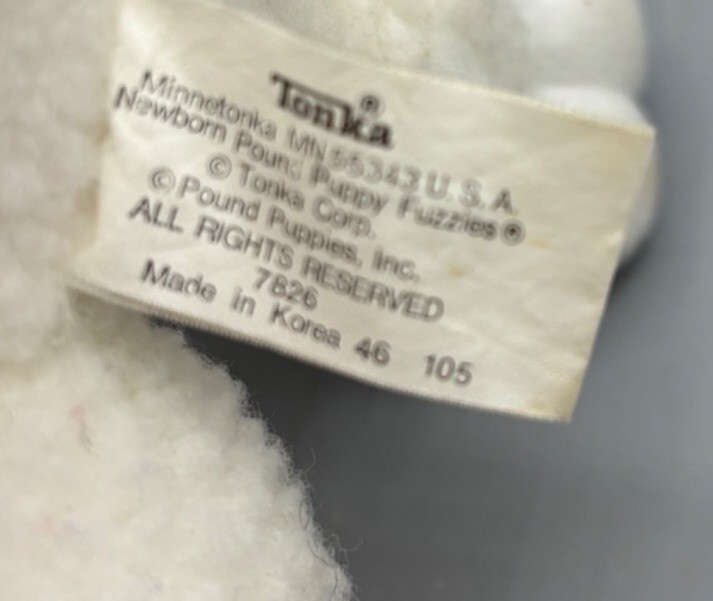 Tonka®
Minnetonka MN 55343 U.S.A.
Newborn Pound Puppy Fuzzies®
© Tonka Corp.
© Pound Puppies, Inc.
ALL RIGHTS RESERVED
7826
Made in Korea 46 105